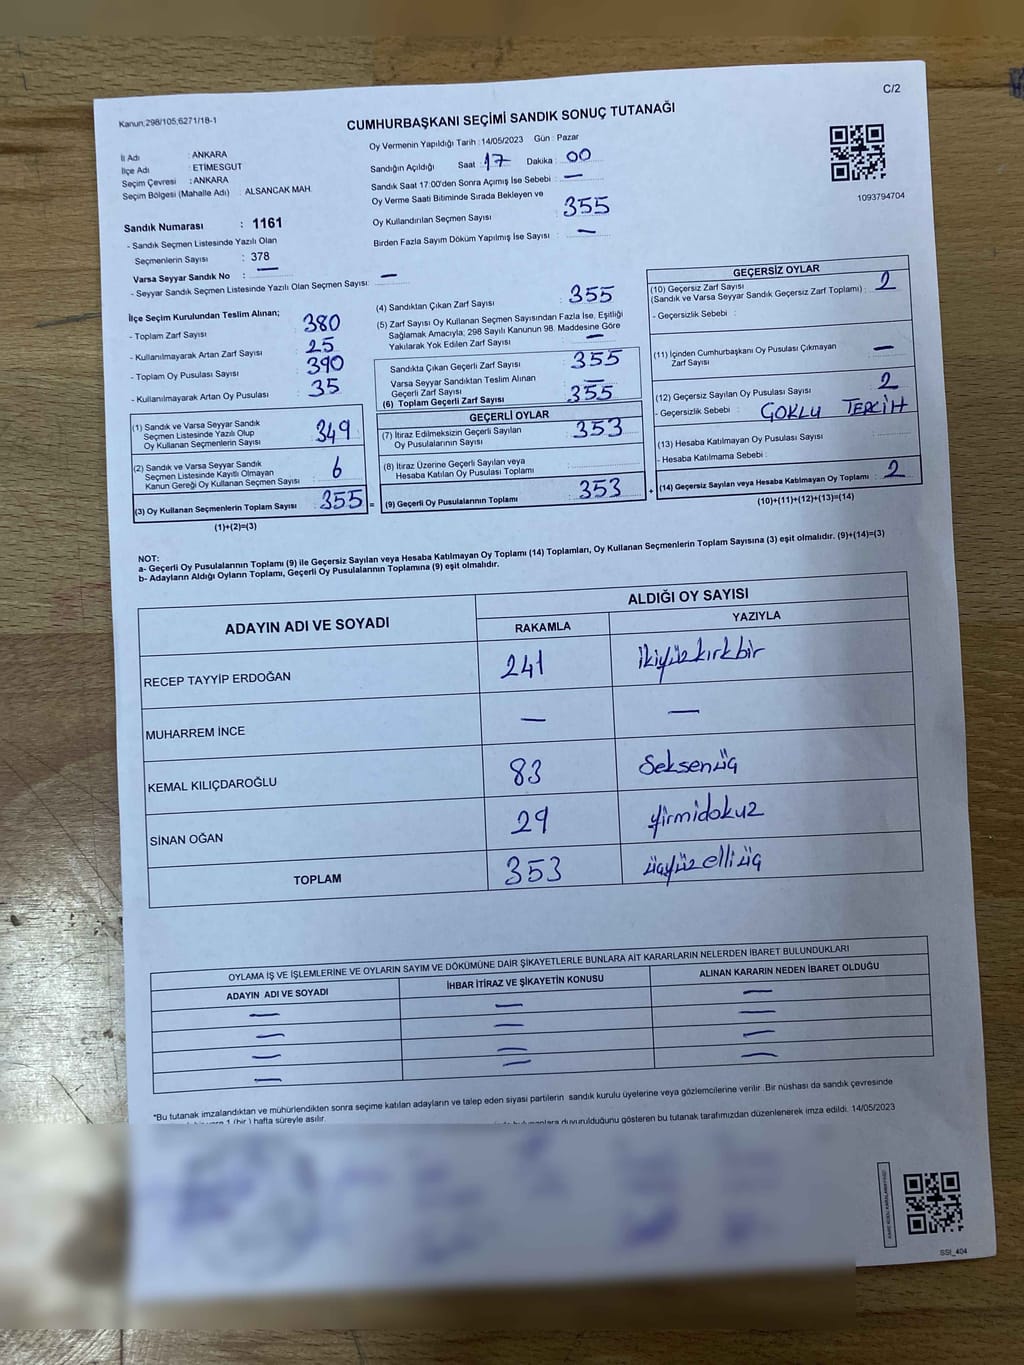 C/2
Kanun:298/105;6271/18-1
CUMHURBAŞKANI SEÇİMİ SANDIK SONUÇ TUTANAĞI
İl Adı : ANKARA
İlçe Adı : ETİMESGUT
Seçim Çevresi : ANKARA
Seçim Bölgesi (Mahalle Adı) : ALSANCAK MAH.
Oy Vermenin Yapıldığı Tarih :14/05/2023 Gün : Pazar
Sandığın Açıldığı Saat : 17 Dakika : 00
Sandık Saat 17:00'den Sonra Açımış İse Sebebi : —
Oy Verme Saati Bitiminde Sırada Bekleyen ve
Oy Kullandırılan Seçmen Sayısı : 355
Birden Fazla Sayım Döküm Yapılmış İse Sayısı : —
1093794704
Sandık Numarası : 1161
- Sandık Seçmen Listesinde Yazılı Olan
Seçmenlerin Sayısı : 378
Varsa Seyyar Sandık No : —
- Seyyar Sandık Seçmen Listesinde Yazılı Olan Seçmen Sayısı: —
İlçe Seçim Kurulundan Teslim Alınan;
- Toplam Zarf Sayısı : 380
- Kullanılmayarak Artan Zarf Sayısı : 25
- Toplam Oy Pusulası Sayısı : 390
- Kullanılmayarak Artan Oy Pusulası : 35
(1) Sandık ve Varsa Seyyar Sandık
Seçmen Listesinde Yazılı Olup
Oy Kullanan Seçmenlerin Sayısı : 349
(2) Sandık ve Varsa Seyyar Sandık
Seçmen Listesinde Kayıtlı Olmayan
Kanun Gereği Oy Kullanan Seçmen Sayısı : 6
(3) Oy Kullanan Seçmenlerin Toplam Sayısı : 355 =
(1)+(2)=(3)
(4) Sandıktan Çıkan Zarf Sayısı : 355
(5) Zarf Sayısı Oy Kullanan Seçmen Sayısından Fazla İse, Eşitliği
Sağlamak Amacıyla; 298 Sayılı Kanunun 98. Maddesine Göre
Yakılarak Yok Edilen Zarf Sayısı : —
Sandıkta Çıkan Geçerli Zarf Sayısı : 355
Varsa Seyyar Sandıktan Teslim Alınan
Geçerli Zarf Sayısı : —
(6) Toplam Geçerli Zarf Sayısı : 355
GEÇERLİ OYLAR
(7) İtiraz Edilmeksizin Geçerli Sayılan
Oy Pusulalarının Sayısı : 353
(8) İtiraz Üzerine Geçerli Sayılan veya
Hesaba Katılan Oy Pusulası Toplamı :
(9) Geçerli Oy Pusulalarının Toplamı : 353 +
GEÇERSİZ OYLAR
(10) Geçersiz Zarf Sayısı
(Sandık ve Varsa Seyyar Sandık Geçersiz Zarf Toplamı) : 2
- Geçersizlik Sebebi :
(11) İçinden Cumhurbaşkanı Oy Pusulası Çıkmayan
Zarf Sayısı : —
(12) Geçersiz Sayılan Oy Pusulası Sayısı : 2
- Geçersizlik Sebebi : ÇOKLU TERCİH
(13) Hesaba Katılmayan Oy Pusulası Sayısı :
- Hesaba Katılmama Sebebi :
(14) Geçersiz Sayılan veya Hesaba Katılmayan Oy Toplamı : 2
(10)+(11)+(12)+(13)=(14)
NOT:
a- Geçerli Oy Pusulalarının Toplamı (9) ile Geçersiz Sayılan veya Hesaba Katılmayan Oy Toplamı (14) Toplamları, Oy Kullanan Seçmenlerin Toplam Sayısına (3) eşit olmalıdır. (9)+(14)=(3)
b- Adayların Aldığı Oyların Toplamı, Geçerli Oy Pusulalarının Toplamına (9) eşit olmalıdır.
ADAYIN ADI VE SOYADI
ALDIĞI OY SAYISI
RAKAMLA YAZIYLA
RECEP TAYYİP ERDOĞAN 241 ikiyüzkırkbir
MUHARREM İNCE — —
KEMAL KILIÇDAROĞLU 83 Seksenüç
SİNAN OĞAN 29 yirmidokuz
TOPLAM 353 üçyüzelliüç
OYLAMA İŞ VE İŞLEMLERİNE VE OYLARIN SAYIM VE DÖKÜMÜNE DAİR ŞİKAYETLERLE BUNLARA AİT KARARLARIN NELERDEN İBARET BULUNDUKLARI
ADAYIN ADI VE SOYADI İHBAR İTİRAZ VE ŞİKAYETİN KONUSU ALINAN KARARIN NEDEN İBARET OLDUĞU
— — —
— — —
— — —
— — —
*Bu tutanak imzalandıktan ve mühürlendikten sonra seçime katılan adayların ve talep eden siyasi partilerin sandık kurulu üyelerine veya gözlemcilerine verilir .Bir nüshası da sandık çevresinde
1 (bir) hafta süreyle asılır.
duyurulduğunu gösteren bu tutanak tarafımızdan düzenlenerek imza edildi. 14/05/2023
SSI_404